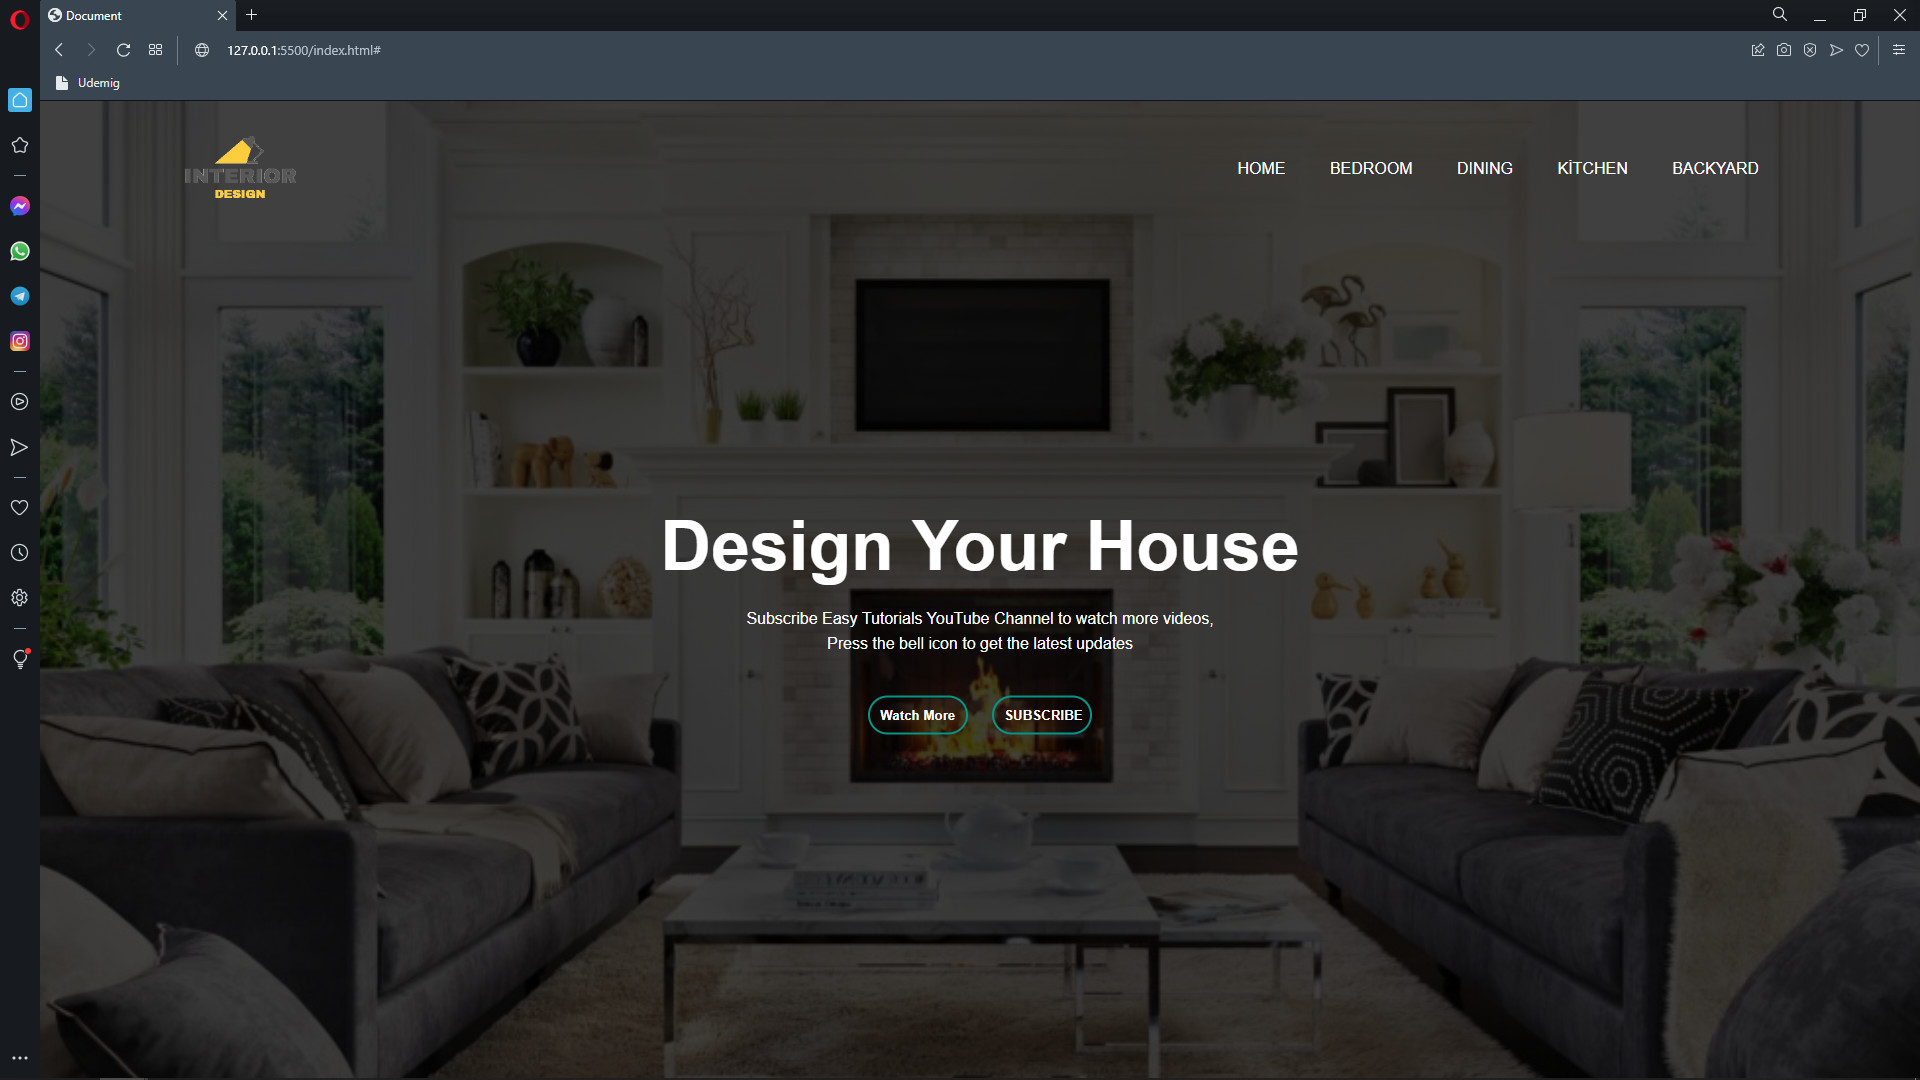 Document
127.0.0.1:5500/index.html#
Udemig
INTERIOR
DESIGN
HOME BEDROOM DINING KİTCHEN BACKYARD
Design Your House
Subscribe Easy Tutorials YouTube Channel to watch more videos,
Press the bell icon to get the latest updates
Watch More SUBSCRIBE